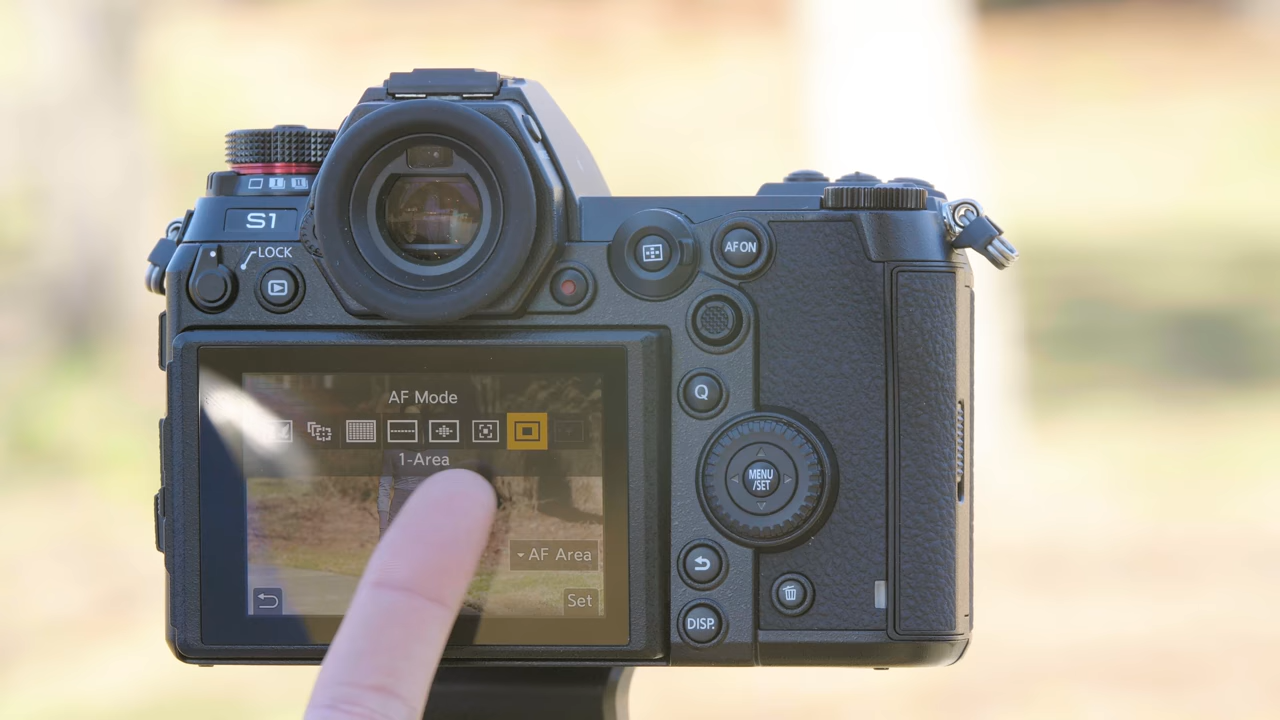 S1
LOCK
AF ON
Q
AF Mode
1-Area
MENU
/SET
AF Area
Set
DISP.